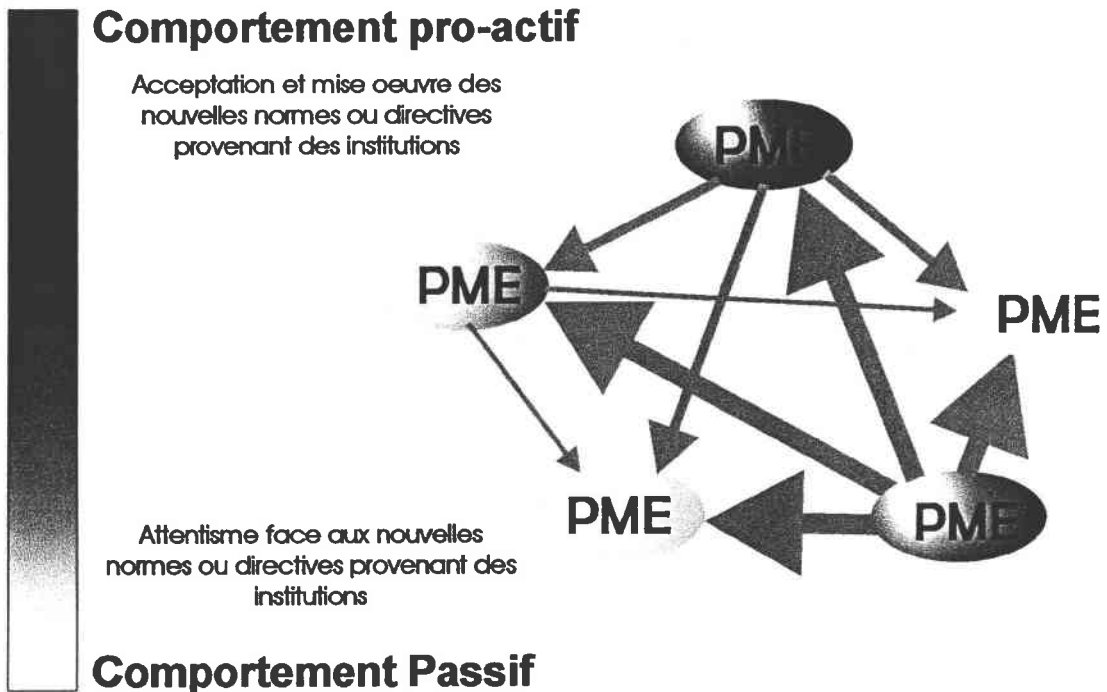 Comportement pro-actif
Acceptation et mise oeuvre des
nouvelles normes ou directives
provenant des institutions
PME
PME
PME
PME
PME
Attentisme face aux nouvelles
normes ou directives provenant des
institutions
Comportement Passif